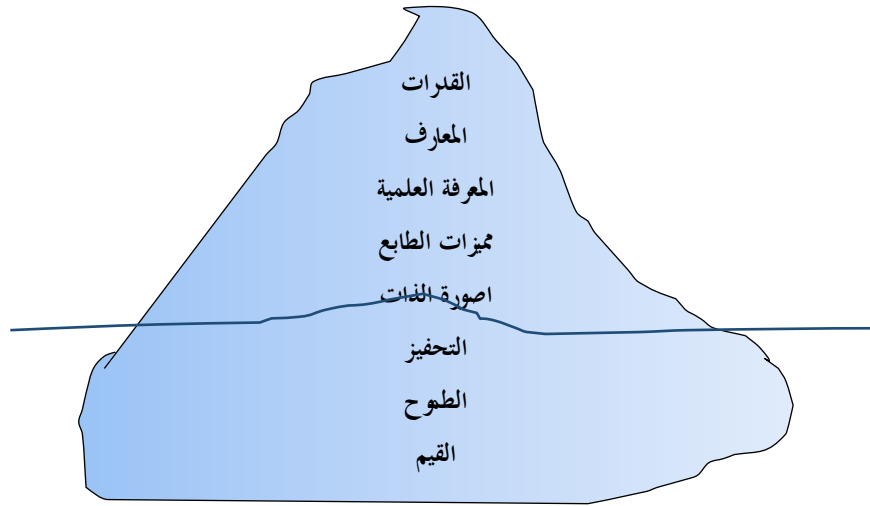 القدرات
المعارف
المعرفة العلمية
مميزات الطابع
اصورة الذات
التحفيز
الطموح
القيم